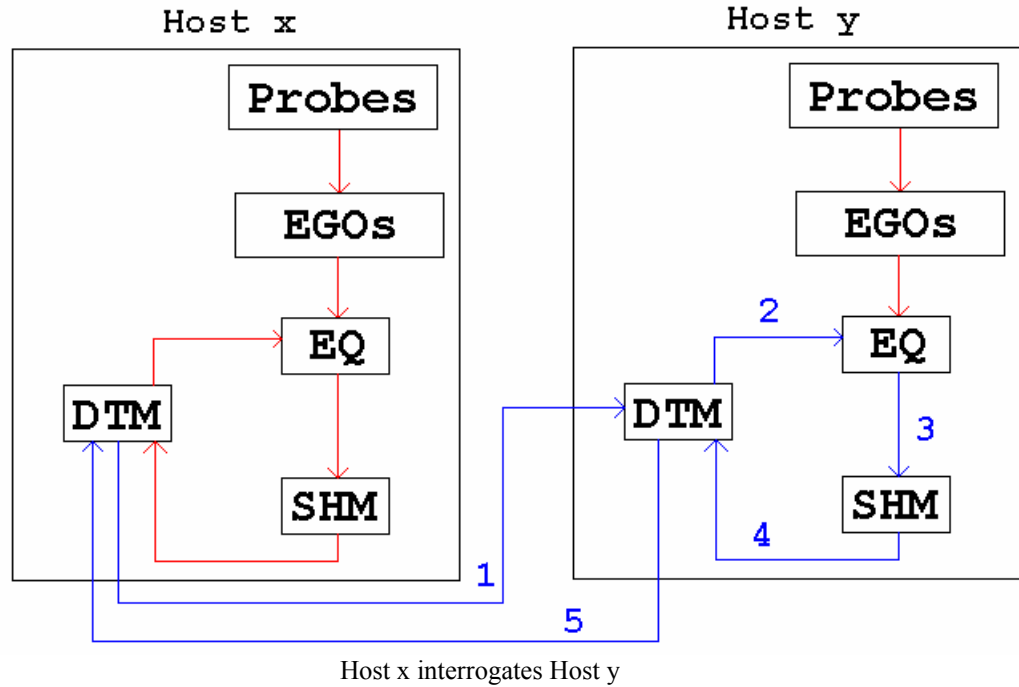 Host x
Host y
Probes
Probes
EGOs
EGOs
2
EQ
EQ
DTM
DTM
3
SHM
SHM
4
1
5
Host x interrogates Host y